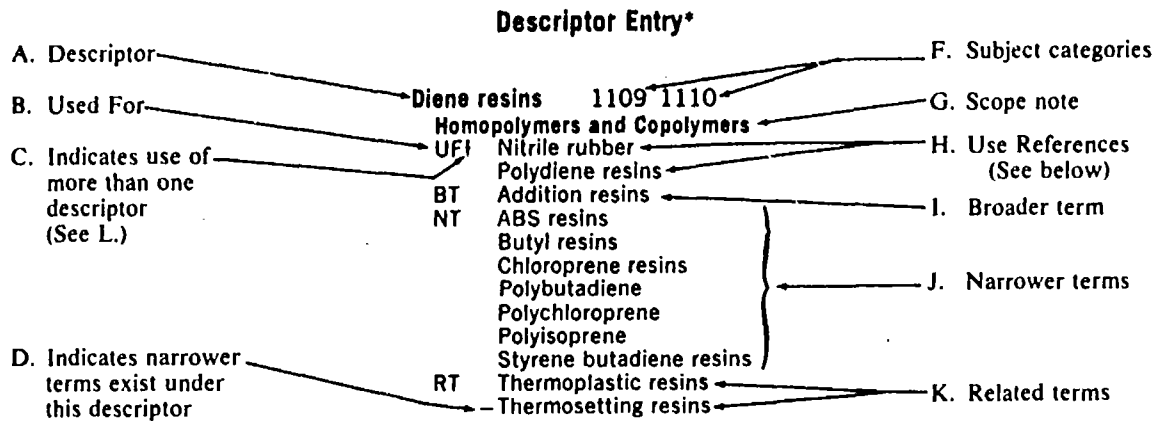 Descriptor Entry*
A. Descriptor
F. Subject categories
Diene resins 1109 1110
B. Used For
G. Scope note
Homopolymers and Copolymers
UF† Nitrile rubber
H. Use References
(See below)
C. Indicates use of
more than one
descriptor
(See L.)
Polydiene resins
BT Addition resins
I. Broader term
NT ABS resins
Butyl resins
Chloroprene resins
Polybutadiene
J. Narrower terms
Polychloroprene
Polyisoprene
Styrene butadiene resins
D. Indicates narrower
terms exist under
this descriptor
RT Thermoplastic resins
K. Related terms
– Thermosetting resins